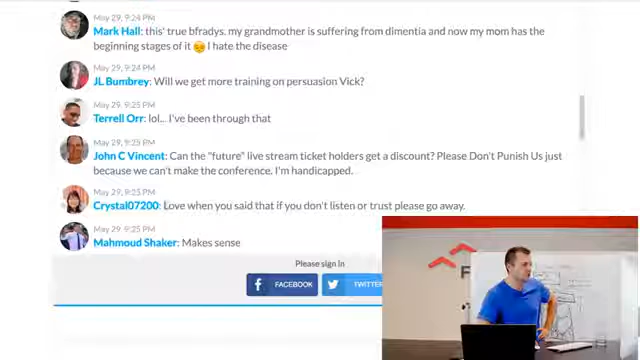 May 29, 9:24 PM
Mark Hall: this' true bfradys. my grandmother is suffering from dimentia and now my mom has the
beginning stages of it 😔 I hate the disease
May 29, 9:24 PM
JL Bumbrey: Will we get more training on persuasion Vick?
May 29, 9:25 PM
Terrell Orr: lol... I've been through that
May 29, 9:25 PM
John C Vincent: Can the "future" live stream ticket holders get a discount? Please Don't Punish Us just
because we can't make the conference. I'm handicapped.
May 29, 9:25 PM
Crystal07200: Love when you said that if you don't listen or trust please go away.
May 29, 9:25 PM
Mahmoud Shaker: Makes sense
Please sign in
FACEBOOK
TWITTER